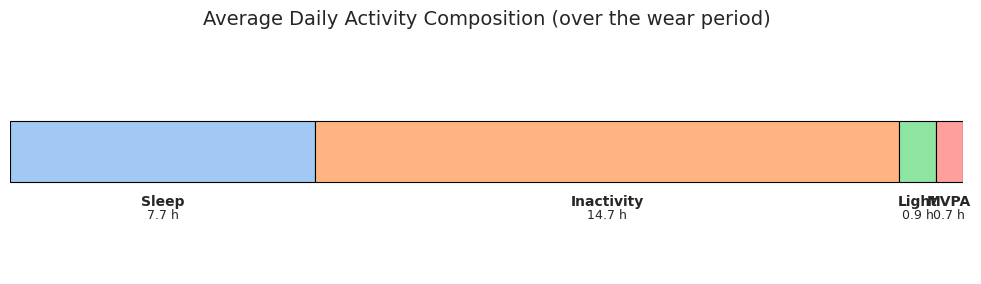 Average Daily Activity Composition (over the wear period)
Sleep Inactivity Light MVPA
7.7 h 14.7 h 0.9 h 0.7 h